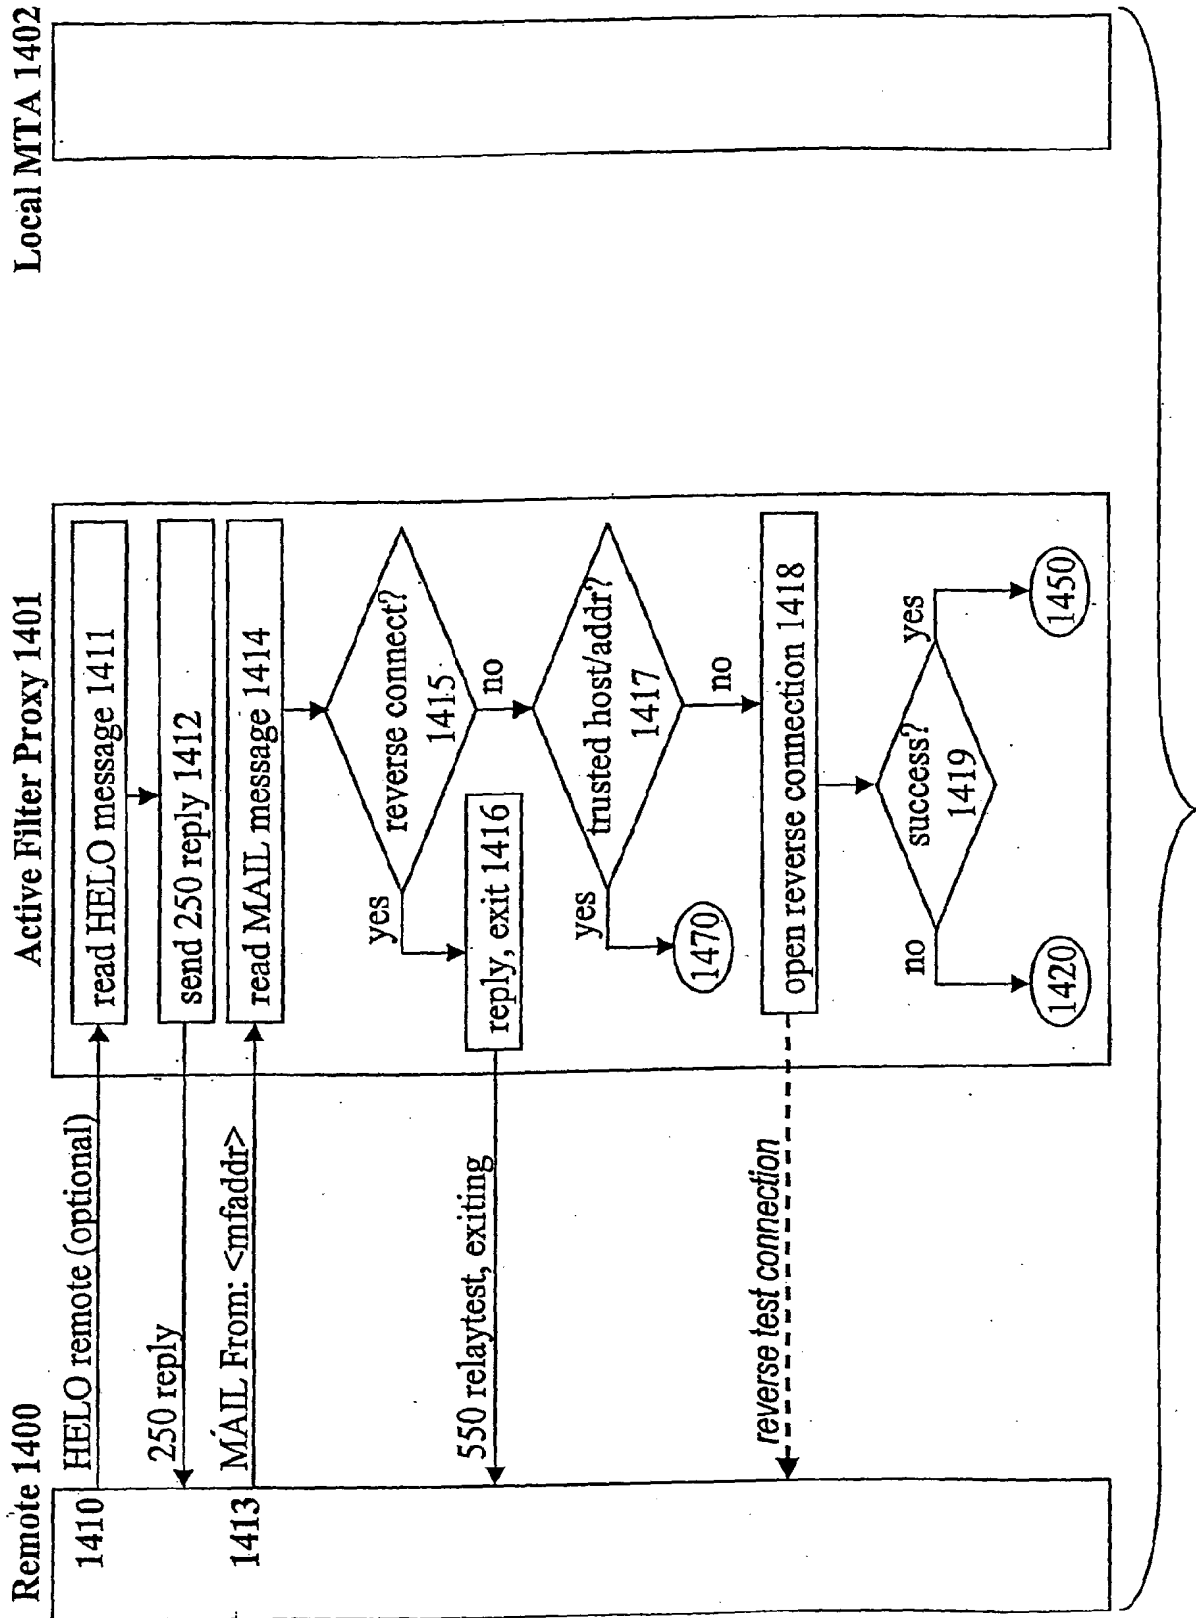 Remote 1400
Active Filter Proxy 1401
Local MTA 1402
1410
HELO remote (optional)
read HELO message 1411
250 reply
send 250 reply 1412
1413
MAIL From: <mfaddr>
read MAIL message 1414
reverse connect?
1415
yes
no
550 relaytest, exiting
reply, exit 1416
trusted host/addr?
1417
yes
no
1470
reverse test connection
open reverse connection 1418
success?
1419
no
yes
1420
1450